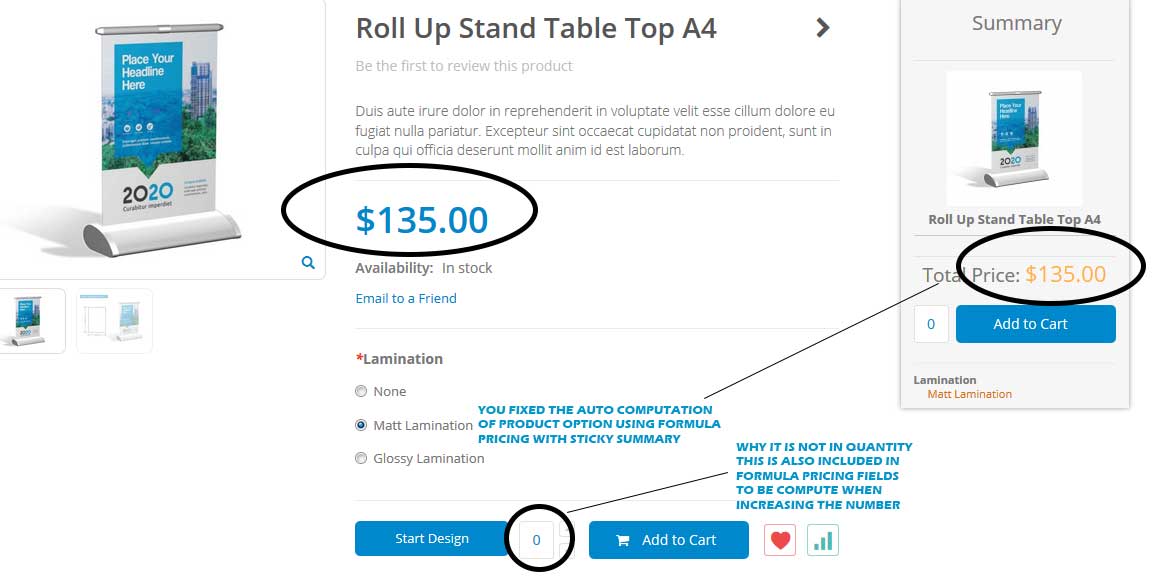 Roll Up Stand Table Top A4
Be the first to review this product
Duis aute irure dolor in reprehenderit in voluptate velit esse cillum dolore eu
fugiat nulla pariatur. Excepteur sint occaecat cupidatat non proident, sunt in
culpa qui officia deserunt mollit anim id est laborum.
$135.00
Availability: In stock
Email to a Friend
*Lamination
None
Matt Lamination
Glossy Lamination
YOU FIXED THE AUTO COMPUTATION
OF PRODUCT OPTION USING FORMULA
PRICING WITH STICKY SUMMARY
WHY IT IS NOT IN QUANTITY
THIS IS ALSO INCLUDED IN
FORMULA PRICING FIELDS
TO BE COMPUTE WHEN
INCREASING THE NUMBER
Start Design
0
Add to Cart
Place Your
Headline
Here
2020
Curabitur imperdiet
Summary
Place Your
Headline
Here
2020
Roll Up Stand Table Top A4
Total Price: $135.00
0
Add to Cart
Lamination
Matt Lamination